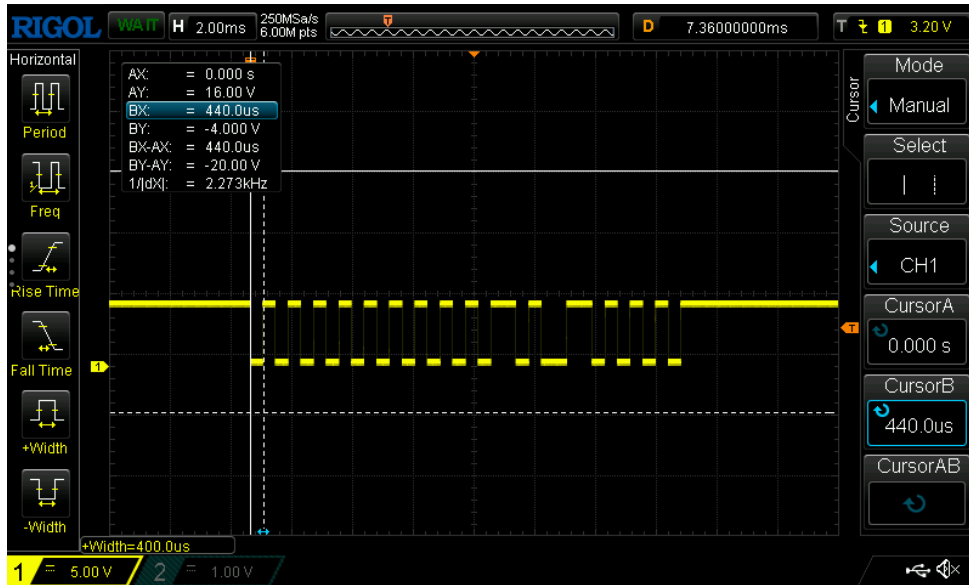 RIGOL WAIT H 2.00ms 250MSa/s 6.00M pts T D 7.36000000ms T 1 3.20 V
Horizontal
Period
Freq
Rise Time
Fall Time
+Width
-Width
AX: = 0.000 s
AY: = 16.00 V
BX: = 440.0us
BY: = -4.000 V
BX-AX: = 440.0us
BY-AY: = -20.00 V
1/|dX|: = 2.273kHz
1
T
Cursor
Mode
Manual
Select
Source
CH1
CursorA
0.000 s
CursorB
440.0us
CursorAB
+Width=400.0us
1 5.00 V 2 1.00 V